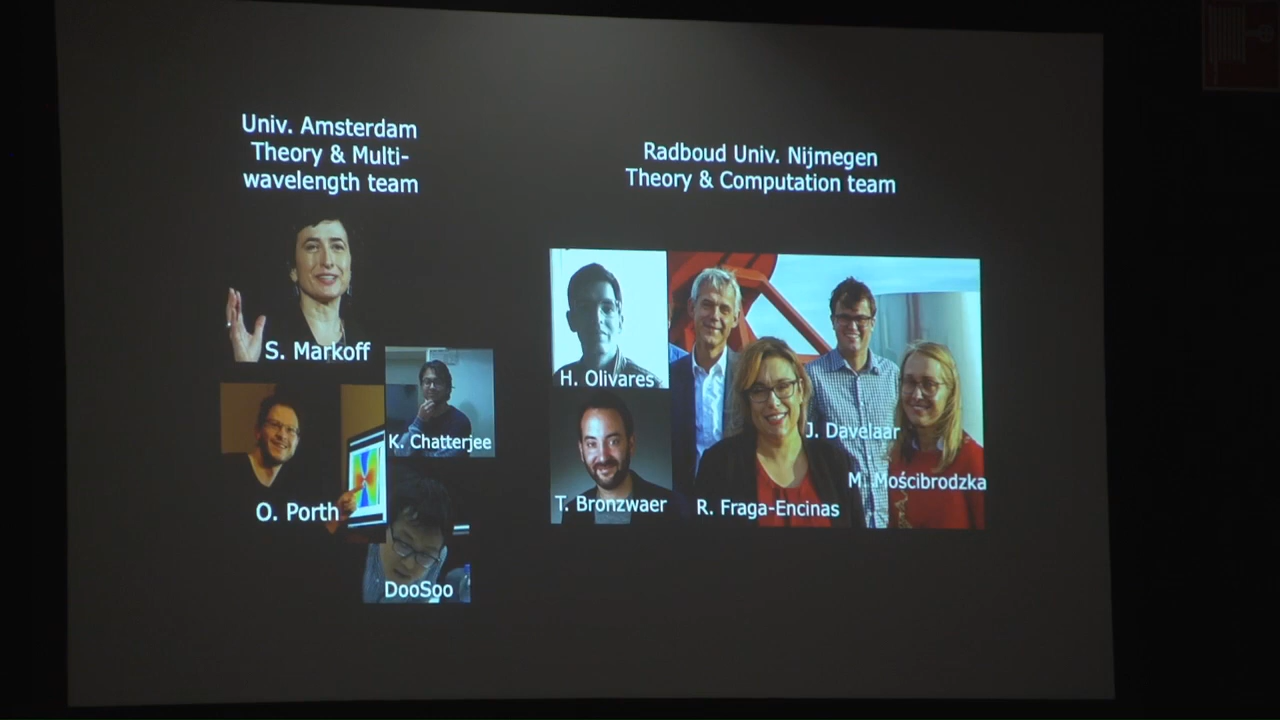 Univ. Amsterdam
Theory & Multi-
wavelength team
S. Markoff
K. Chatterjee
O. Porth
DooSoo
Radboud Univ. Nijmegen
Theory & Computation team
H. Olivares
J. Davelaar
M. Mościbrodzka
T. Bronzwaer
R. Fraga-Encinas